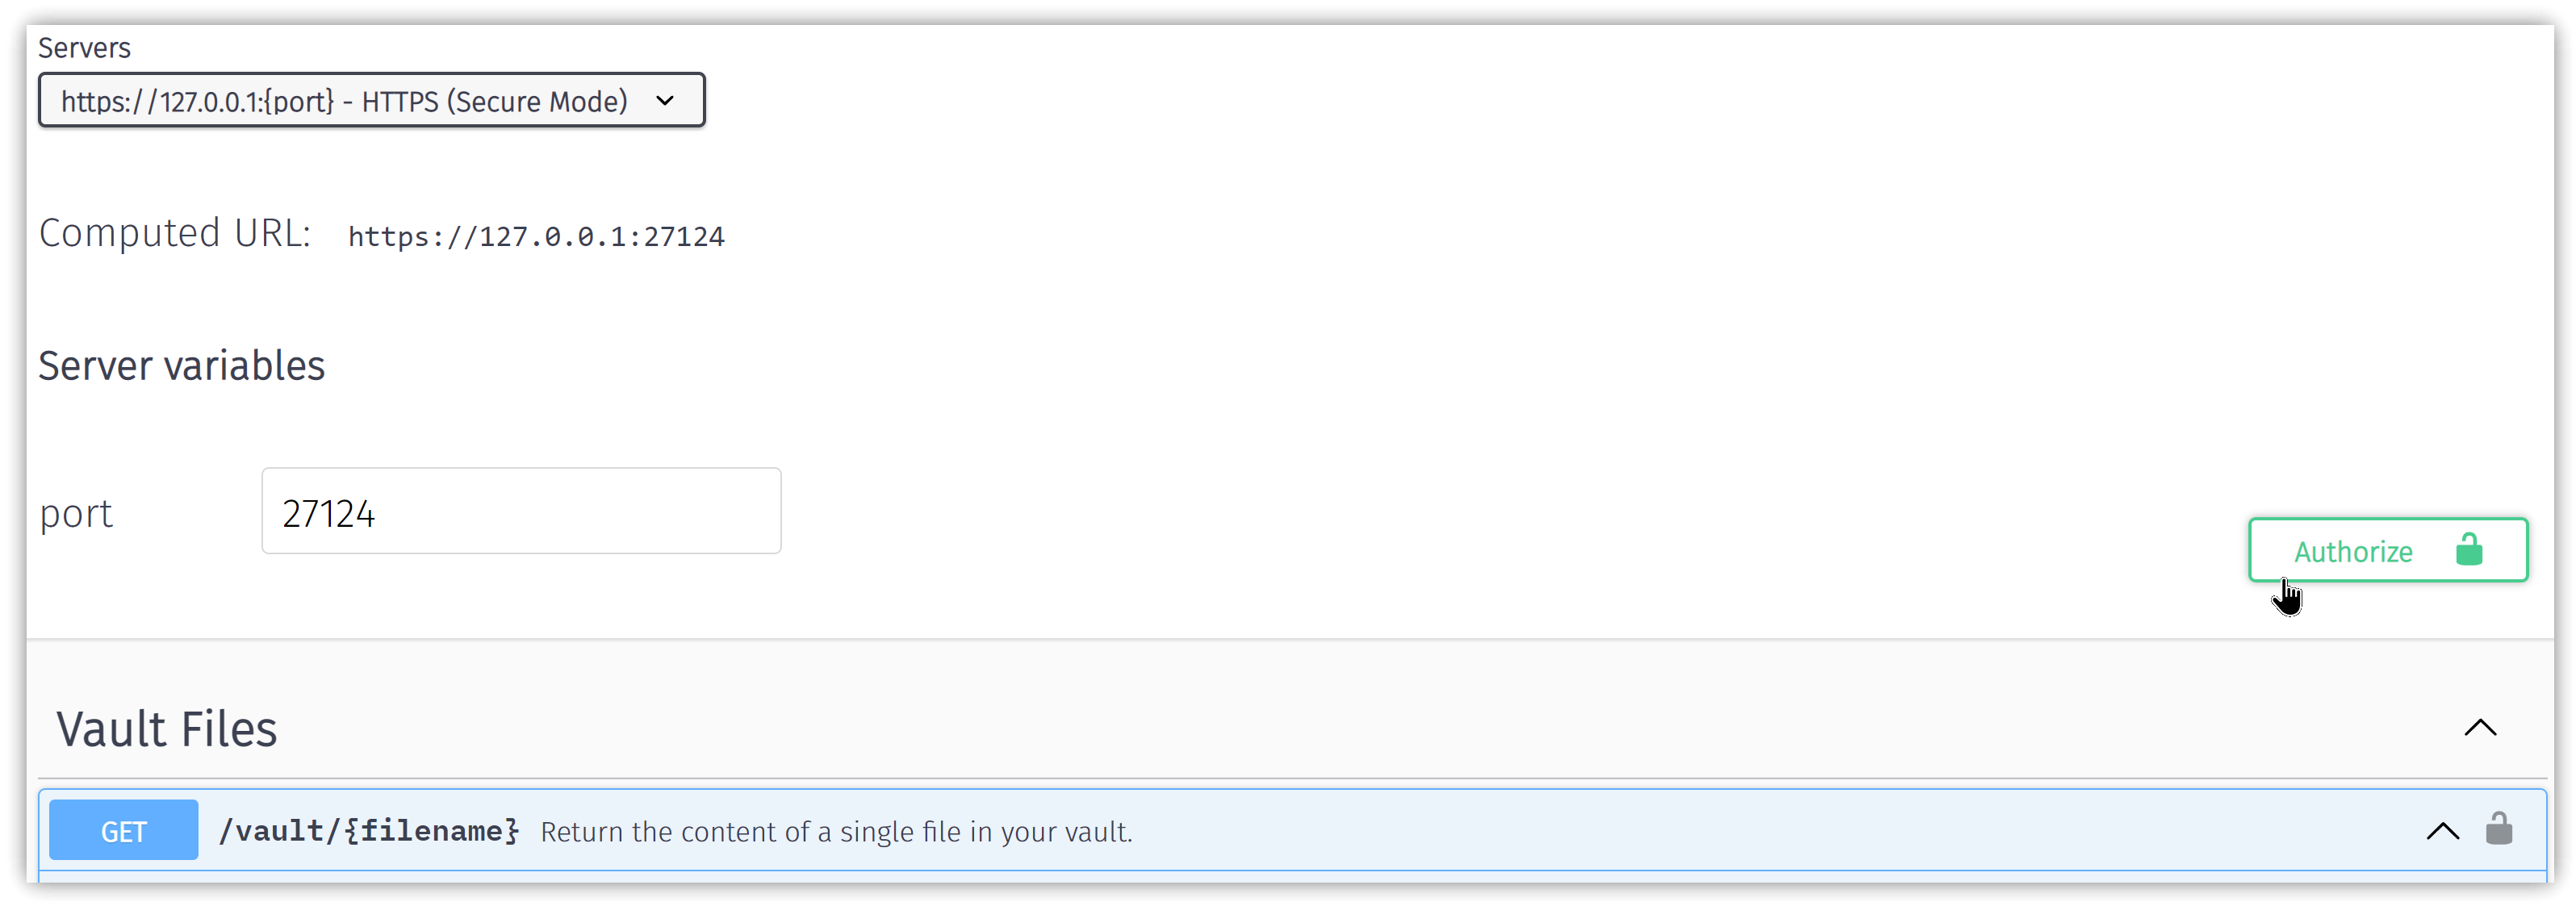 Servers
https://127.0.0.1:{port} - HTTPS (Secure Mode)
Computed URL: https://127.0.0.1:27124
Server variables
port 27124
Authorize
Vault Files
GET /vault/{filename} Return the content of a single file in your vault.